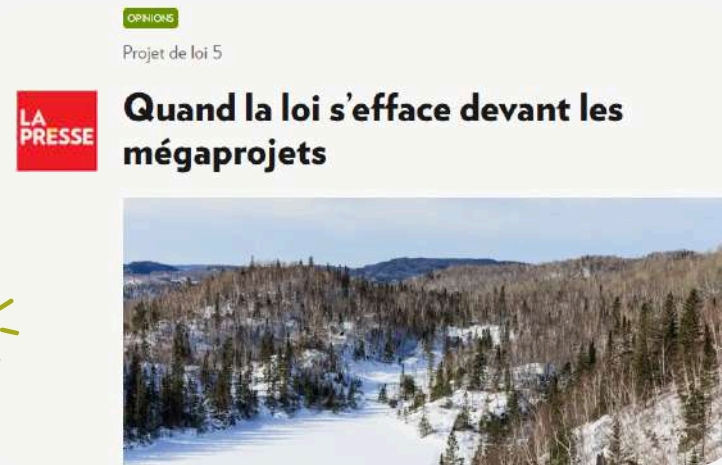 OPINIONS
Projet de loi 5
LA
PRESSE
Quand la loi s'efface devant les
mégaprojets